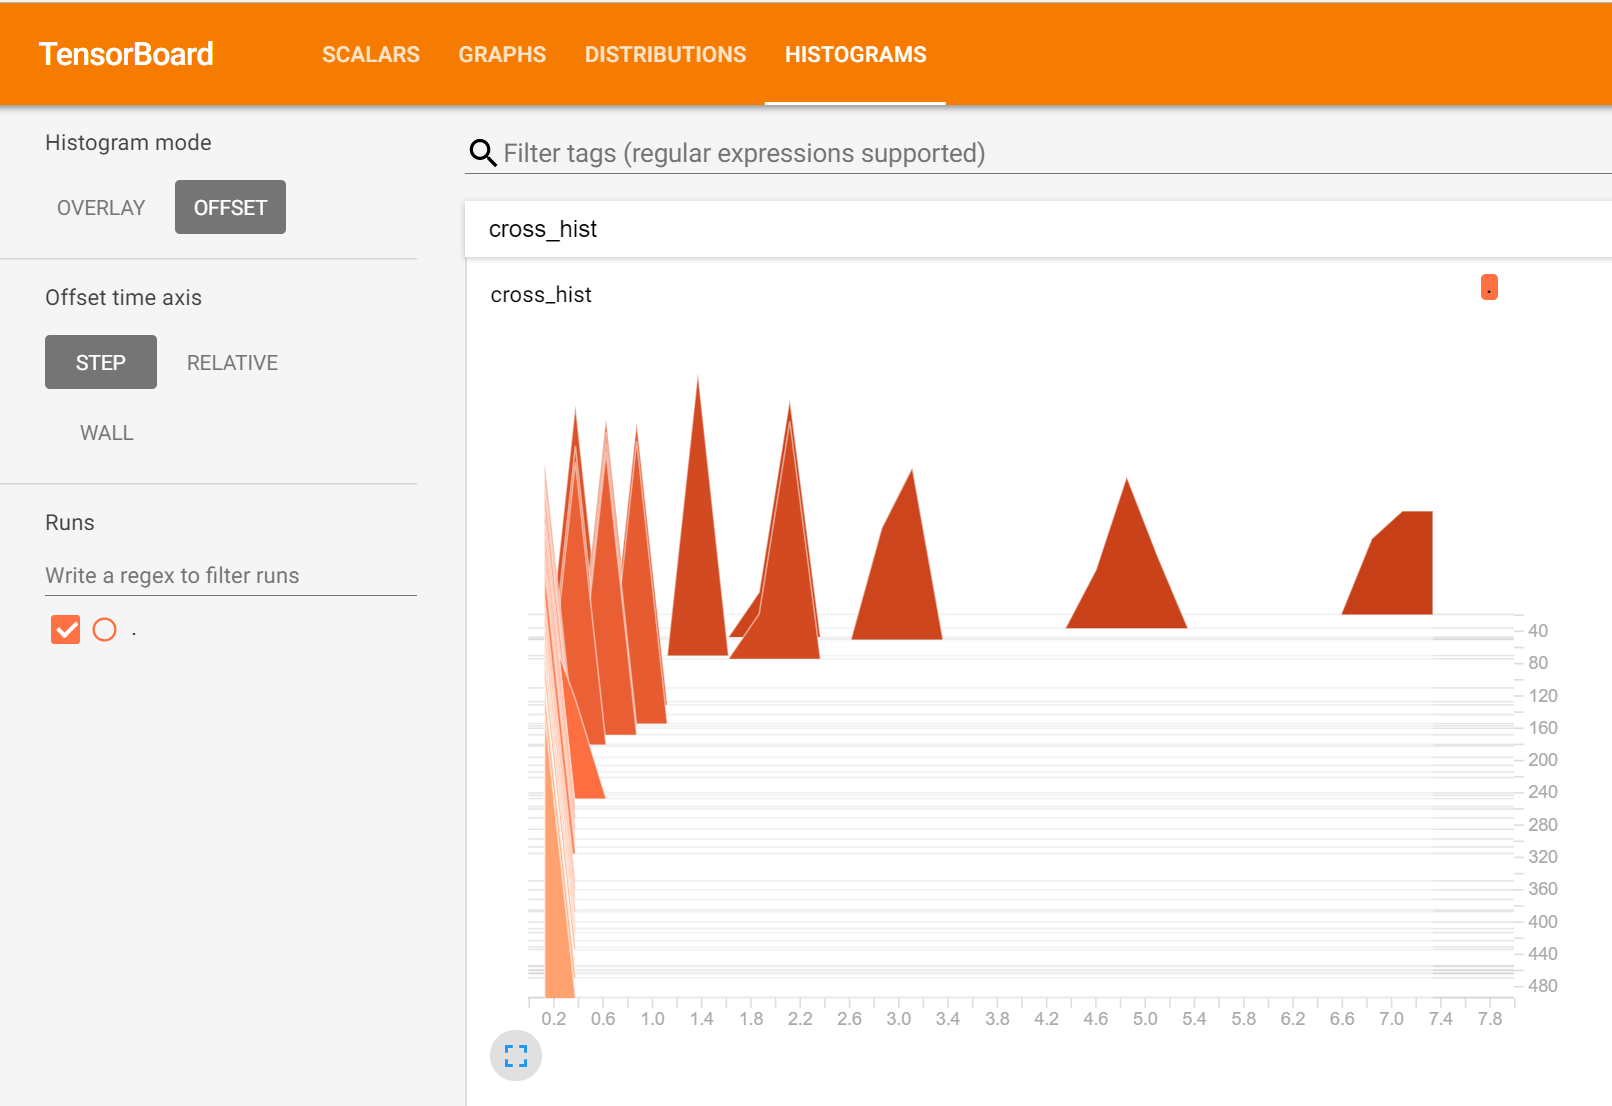 TensorBoard SCALARS GRAPHS DISTRIBUTIONS HISTOGRAMS
Histogram mode
OVERLAY OFFSET
Offset time axis
STEP RELATIVE
WALL
Runs
Write a regex to filter runs
.
Filter tags (regular expressions supported)
cross_hist
cross_hist
.
40
80
120
160
200
240
280
320
360
400
440
480
0.2 0.6 1.0 1.4 1.8 2.2 2.6 3.0 3.4 3.8 4.2 4.6 5.0 5.4 5.8 6.2 6.6 7.0 7.4 7.8